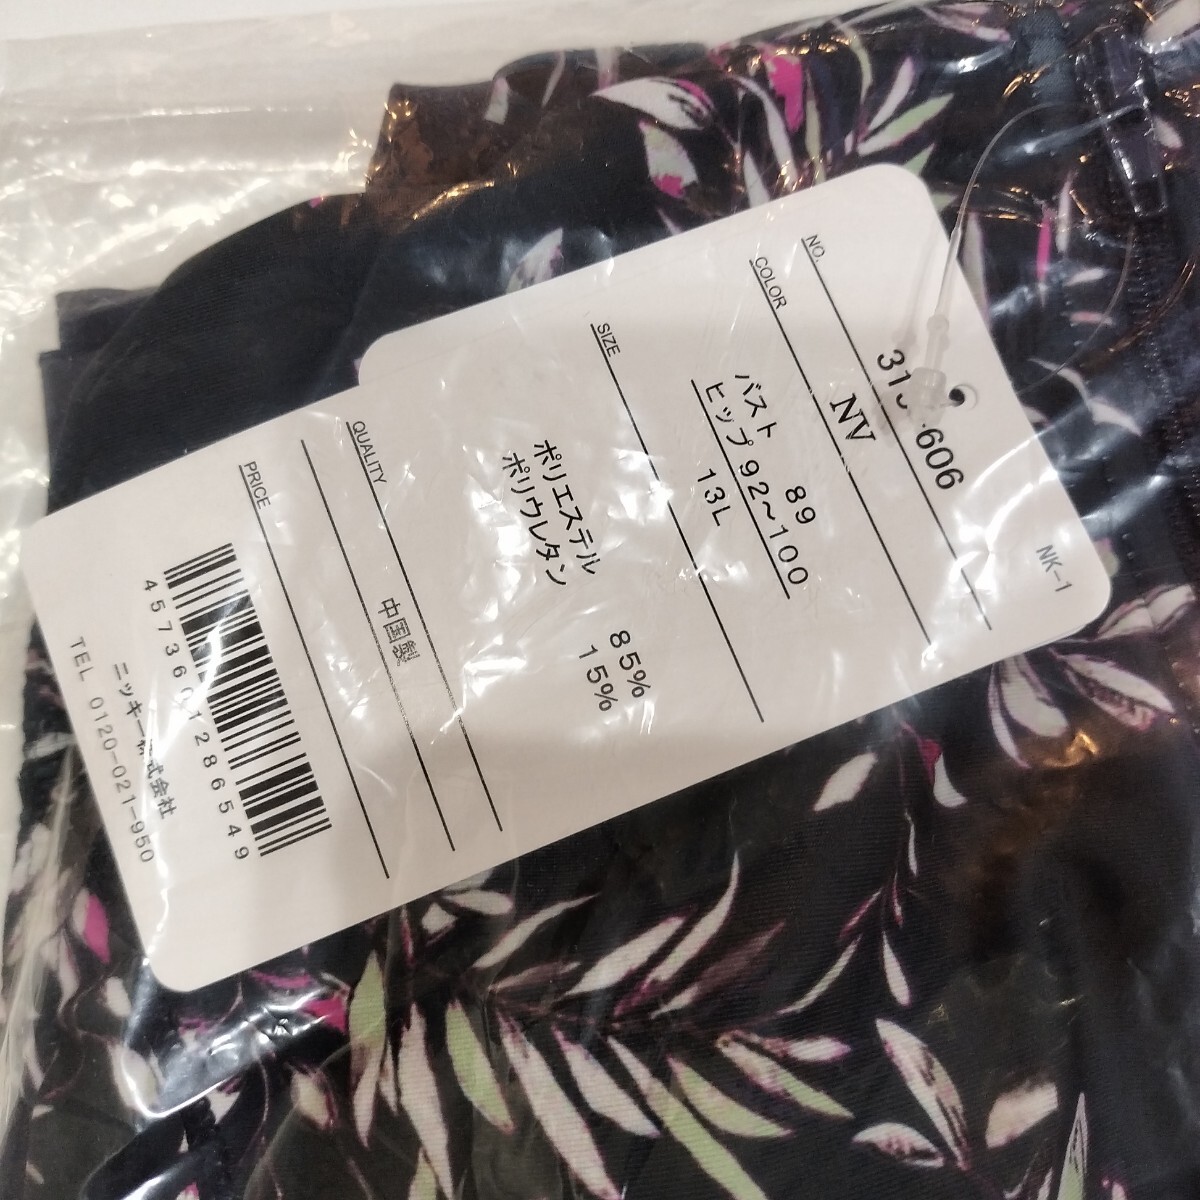 NK-1
NO.
606
COLOR
NV
バスト 89
ヒップ 92~100
13L
SIZE
ポリエステル 85%
ポリウレタン 15%
QUALITY
中国製
PRICE
4573601286549
ニッキー株式会社
TEL 0120-021-950